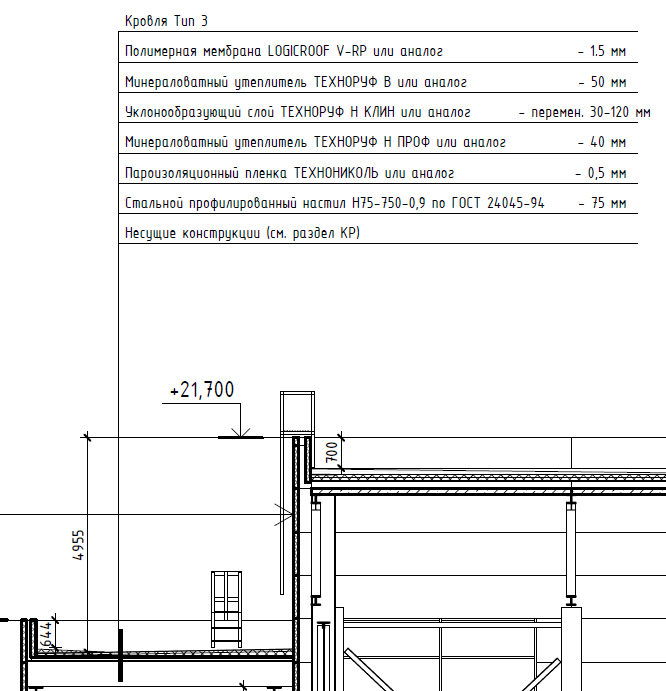 Кровля Тип 3
Полимерная мембрана LOGICROOF V-RP или аналог - 1.5 мм
Минераловатный утеплитель ТЕХНОРУФ В или аналог - 50 мм
Уклонообразующий слой ТЕХНОРУФ Н КЛИН или аналог - перемен. 30-120 мм
Минераловатный утеплитель ТЕХНОРУФ Н ПРОФ или аналог - 40 мм
Пароизоляционный пленка ТЕХНОНИКОЛЬ или аналог - 0,5 мм
Стальной профилированный настил Н75-750-0,9 по ГОСТ 24045-94 - 75 мм
Несущие конструкции (см. раздел КР)
+21,700
700
4955
644